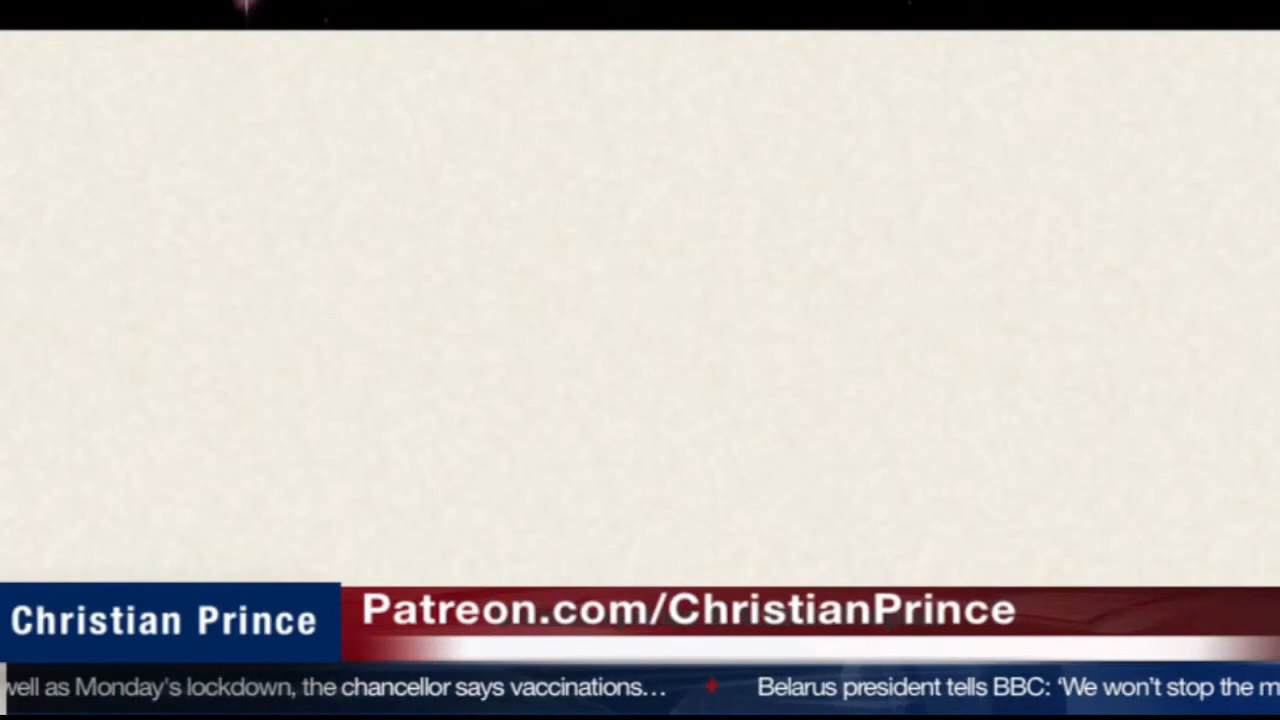 Christian Prince
Patreon.com/ChristianPrince
well as Monday's lockdown, the chancellor says vaccinations… Belarus president tells BBC: ‘We won’t stop the m